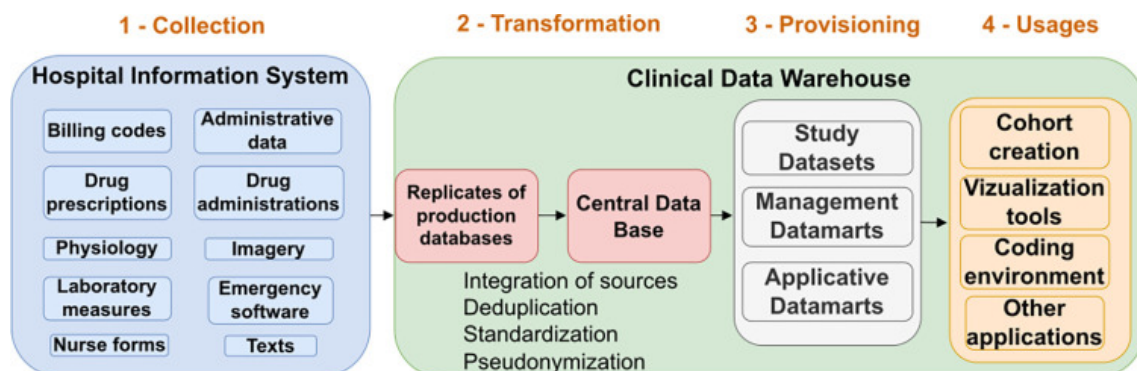 1 - Collection
2 - Transformation
3 - Provisioning
4 - Usages
Hospital Information System
Billing codes
Administrative
data
Drug
prescriptions
Drug
administrations
Physiology
Imagery
Laboratory
measures
Emergency
software
Nurse forms
Texts
Clinical Data Warehouse
Replicates of
production
databases
Central Data
Base
Integration of sources
Deduplication
Standardization
Pseudonymization
Study
Datasets
Management
Datamarts
Applicative
Datamarts
Cohort
creation
Vizualization
tools
Coding
environment
Other
applications